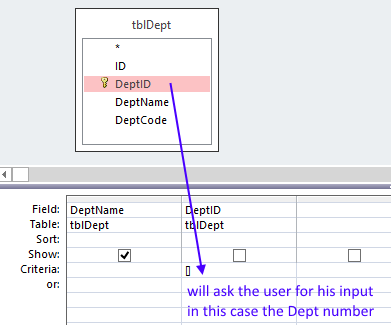 tblDept
*
ID
DeptID
DeptName
DeptCode
Field: DeptName DeptID
Table: tblDept tblDept
Sort:
Show:
Criteria: []
or:
will ask the user for his input
in this case the Dept number